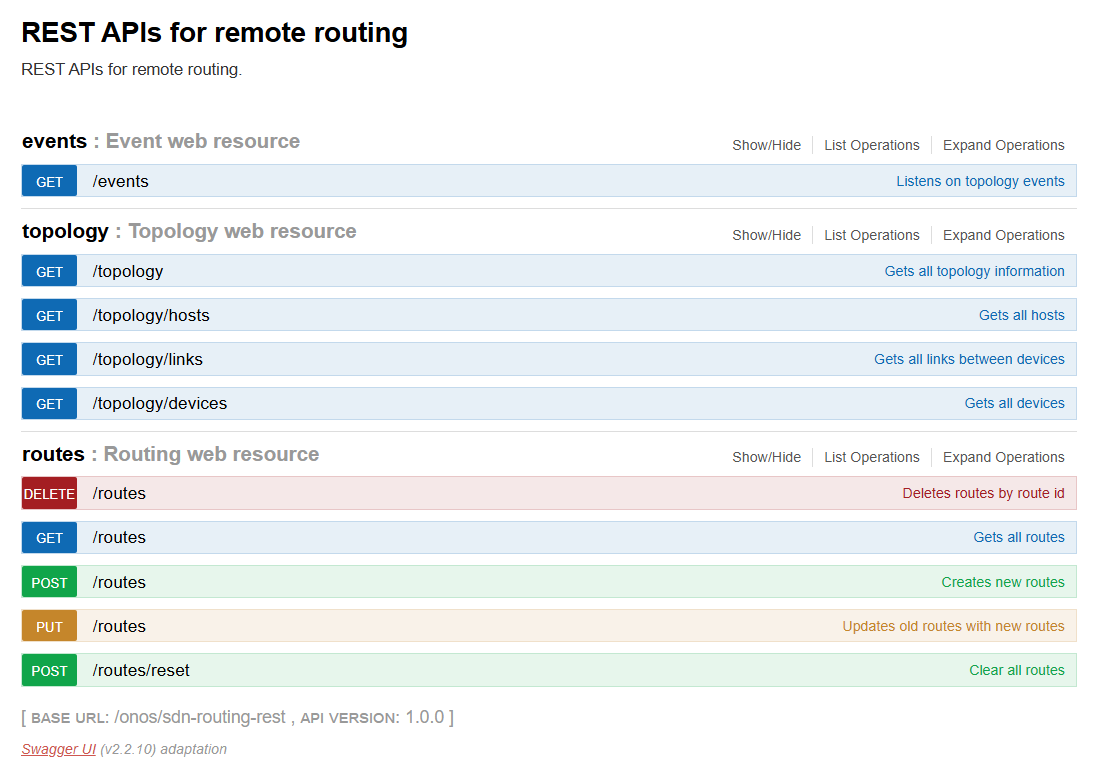 REST APIs for remote routing
REST APIs for remote routing.
events : Event web resource Show/Hide List Operations Expand Operations
GET /events Listens on topology events
topology : Topology web resource Show/Hide List Operations Expand Operations
GET /topology Gets all topology information
GET /topology/hosts Gets all hosts
GET /topology/links Gets all links between devices
GET /topology/devices Gets all devices
routes : Routing web resource Show/Hide List Operations Expand Operations
DELETE /routes Deletes routes by route id
GET /routes Gets all routes
POST /routes Creates new routes
PUT /routes Updates old routes with new routes
POST /routes/reset Clear all routes
[ BASE URL: /onos/sdn-routing-rest , API VERSION: 1.0.0 ]
Swagger UI (v2.2.10) adaptation